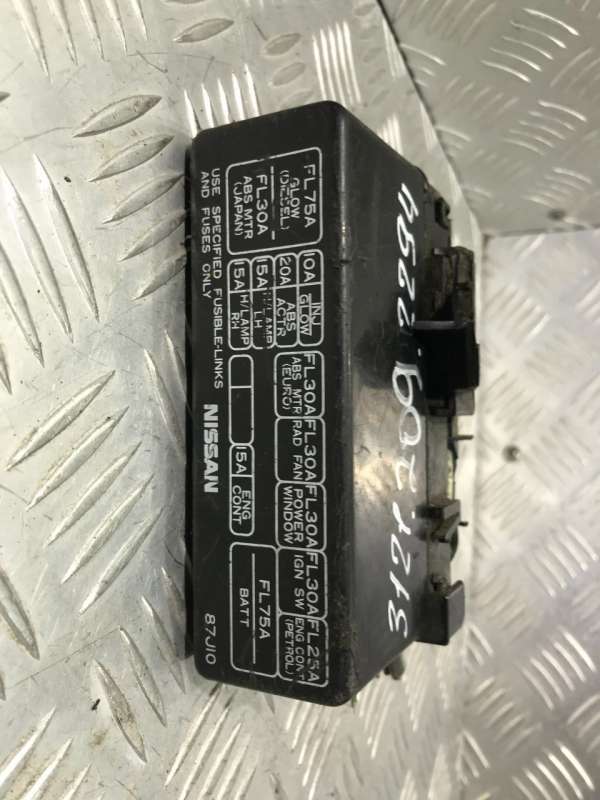 FL75A
GLOW
(DIESEL)
FL30A
ABS MTR
(JAPAN)
10A INJ GLOW
20A ABS ACTR
15A H/LAMP LH
15A H/LAMP RH
FL30A
ABS MTR
(EURO)
FL30A
RAD FAN
FL30A
POWER WINDOW
FL30A
IGN SW
FL25A
ENG CONT
(PETROL)
15A ENG CONT
FL75A
BATT
USE SPECIFIED FUSIBLE-LINKS
AND FUSES ONLY
NISSAN
87J10